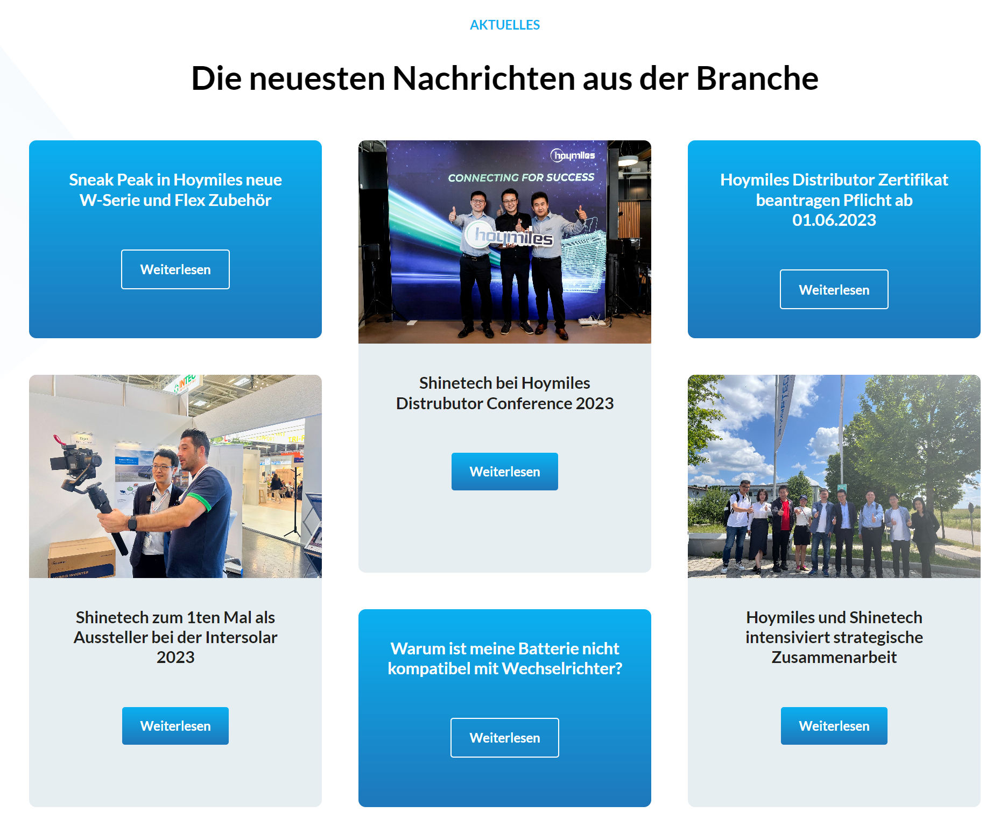 AKTUELLES
Die neuesten Nachrichten aus der Branche
Sneak Peak in Hoymiles neue
W-Serie und Flex Zubehör
Weiterlesen
hoymiles
CONNECTING FOR SUCCESS
hoymiles
Shinetech bei Hoymiles
Distrubutor Conference 2023
Weiterlesen
Hoymiles Distributor Zertifikat
beantragen Pflicht ab
01.06.2023
Weiterlesen
INTEC
HYBRID INVERTER
Shinetech zum 1ten Mal als
Aussteller bei der Intersolar
2023
Weiterlesen
Warum ist meine Batterie nicht
kompatibel mit Wechselrichter?
Weiterlesen
Hoymiles und Shinetech
intensiviert strategische
Zusammenarbeit
Weiterlesen